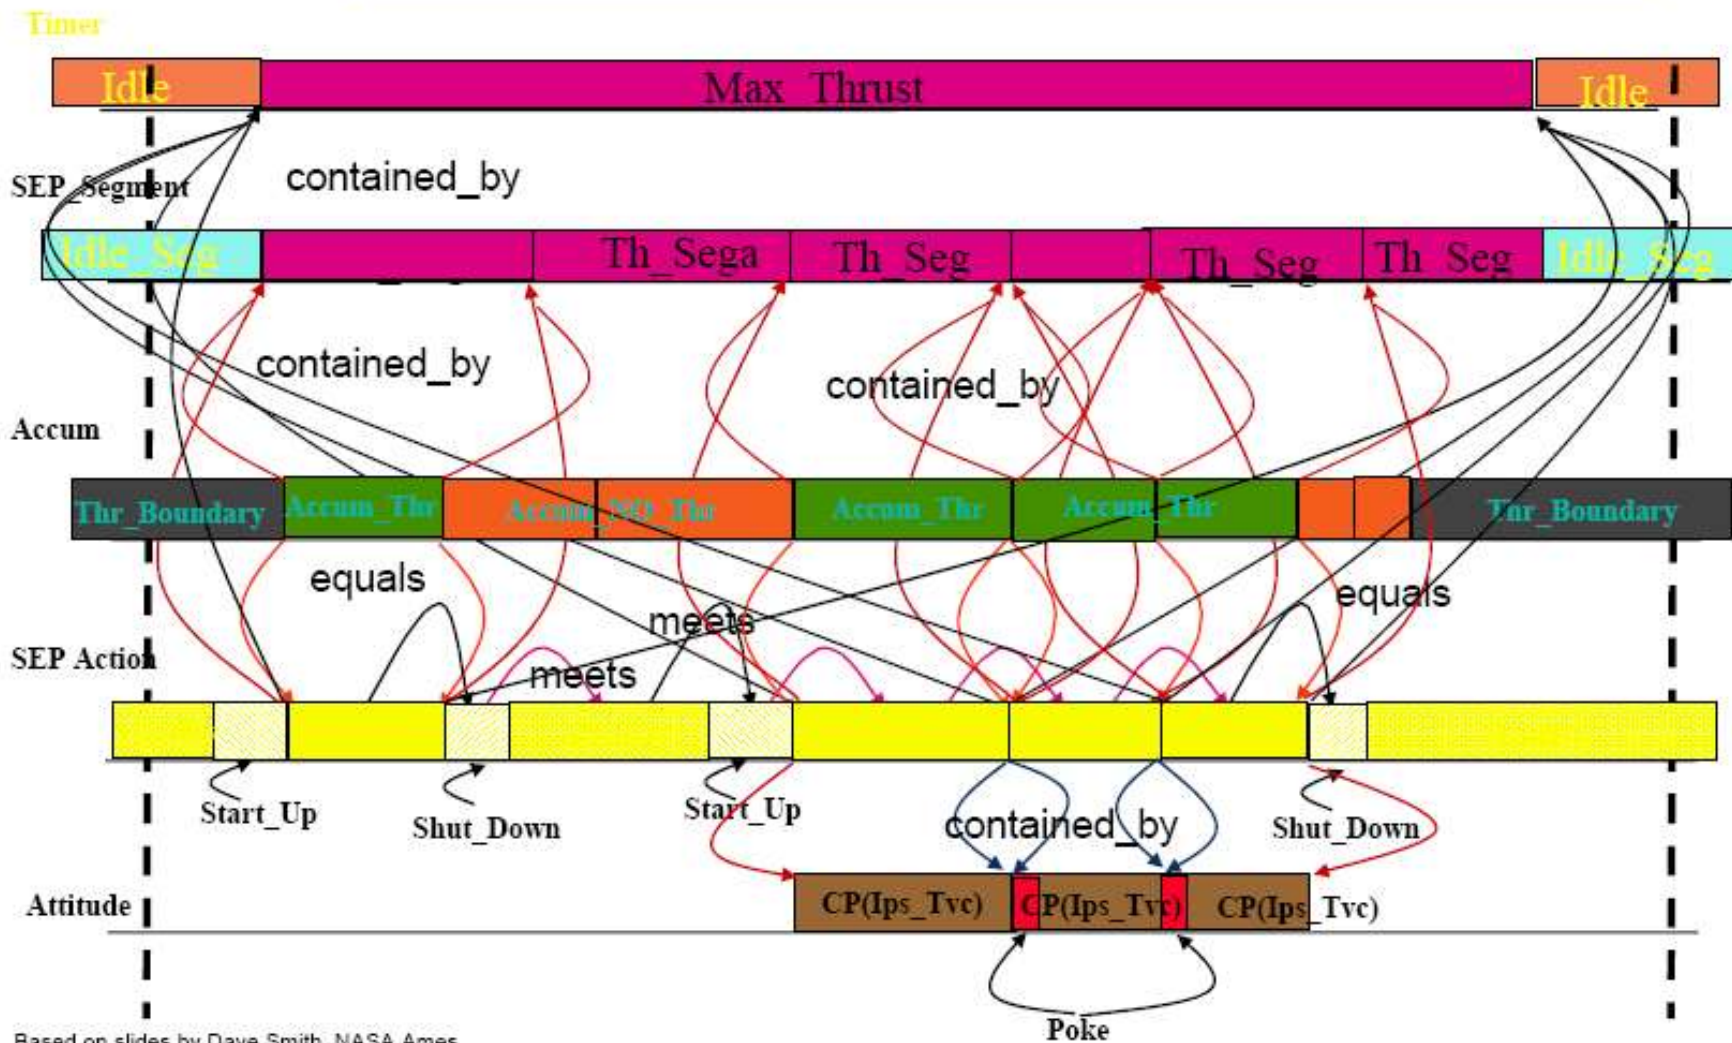 Timer
Idle
Max_Thrust
Idle
contained_by
SEP_Segment
Idle_Seg
Th_Sega
Th_Seg
Th_Seg
Th_Seg
Idle_Seg
contained_by
contained_by
Accum
Thr_Boundary
Accum_Thr
Accum_NO_Thr
Accum_Thr
Accum_Thr
Thr_Boundary
equals
equals
meets
SEP Action
meets
Start_Up
Shut_Down
Start_Up
contained_by
Shut_Down
Attitude
CP(Ips_Tvc)
CP(Ips_Tvc)
CP(Ips_Tvc)
Poke
Based on slides by Dave Smith, NASA Ames